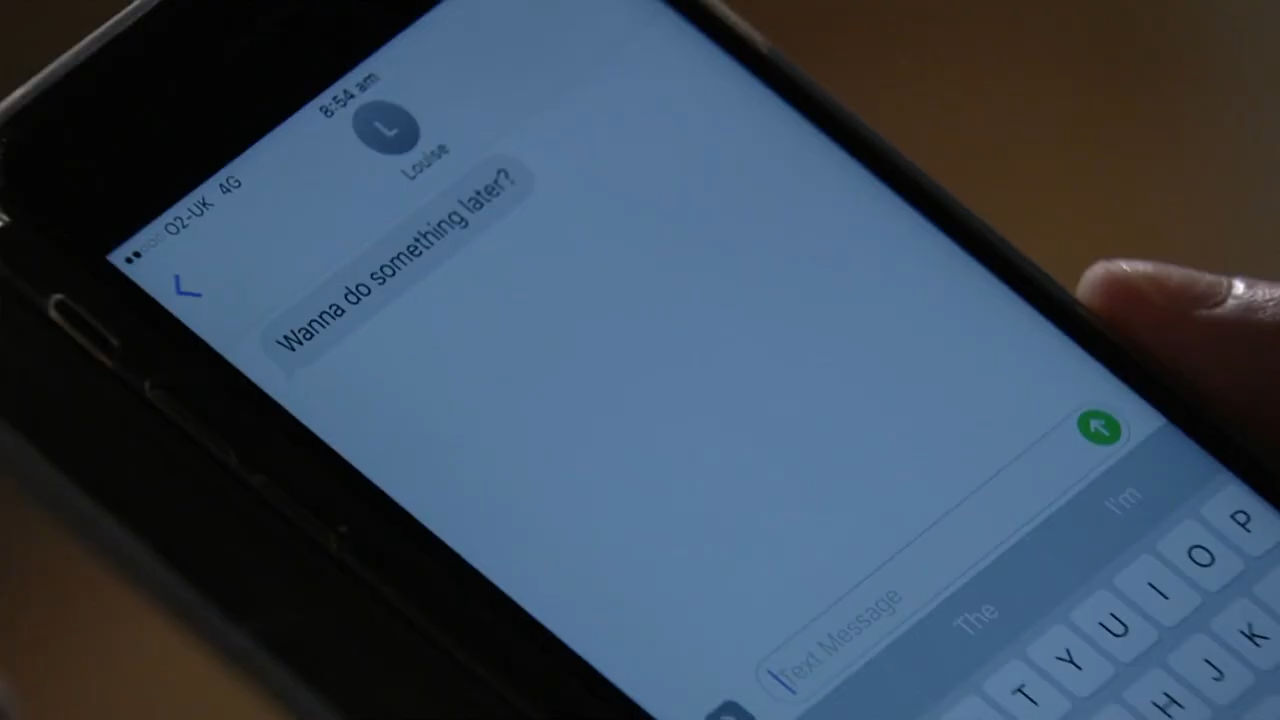 O2-UK 4G 8:54 am
L
Louise
Wanna do something later?
Text Message
The I'm
T Y U I O P
H J K